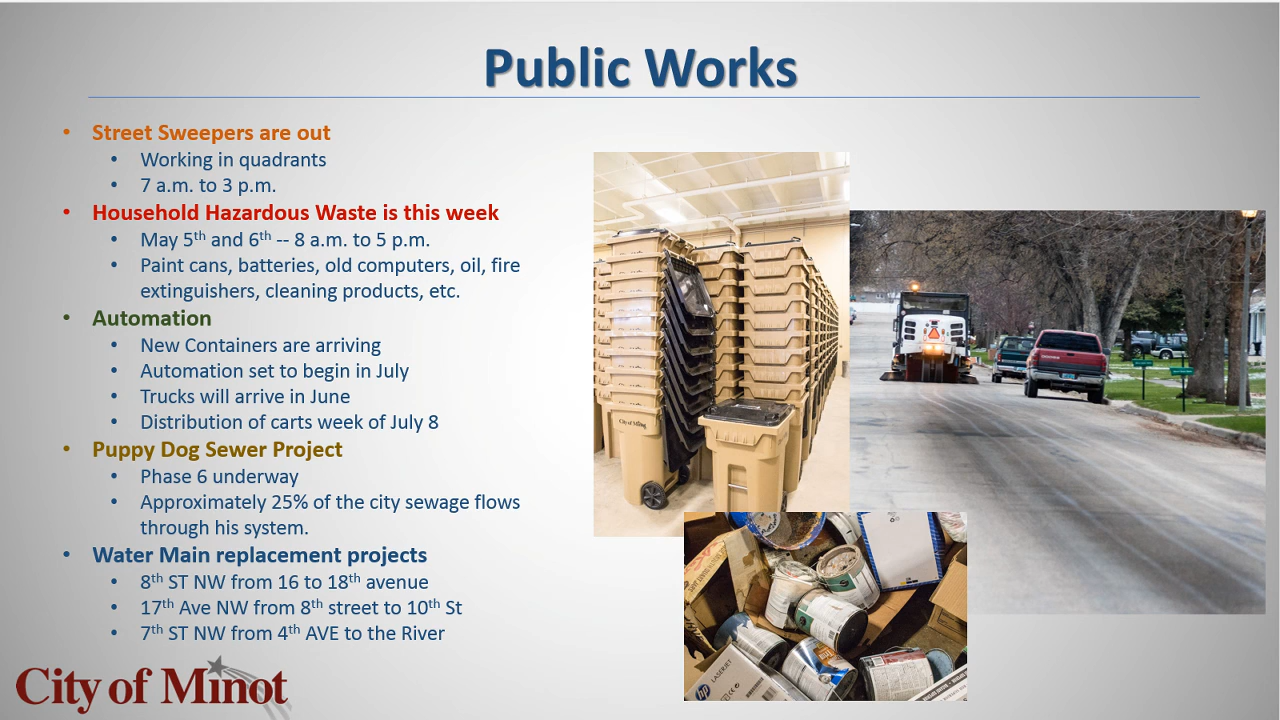 Public Works
• Street Sweepers are out
• Working in quadrants
• 7 a.m. to 3 p.m.
• Household Hazardous Waste is this week
• May 5th and 6th -- 8 a.m. to 5 p.m.
• Paint cans, batteries, old computers, oil, fire
extinguishers, cleaning products, etc.
• Automation
• New Containers are arriving
• Automation set to begin in July
• Trucks will arrive in June
• Distribution of carts week of July 8
• Puppy Dog Sewer Project
• Phase 6 underway
• Approximately 25% of the city sewage flows
through his system.
• Water Main replacement projects
• 8th ST NW from 16 to 18th avenue
• 17th Ave NW from 8th street to 10th St
• 7th ST NW from 4th AVE to the River
City of Minot
City of Minot
hp
LASERJET